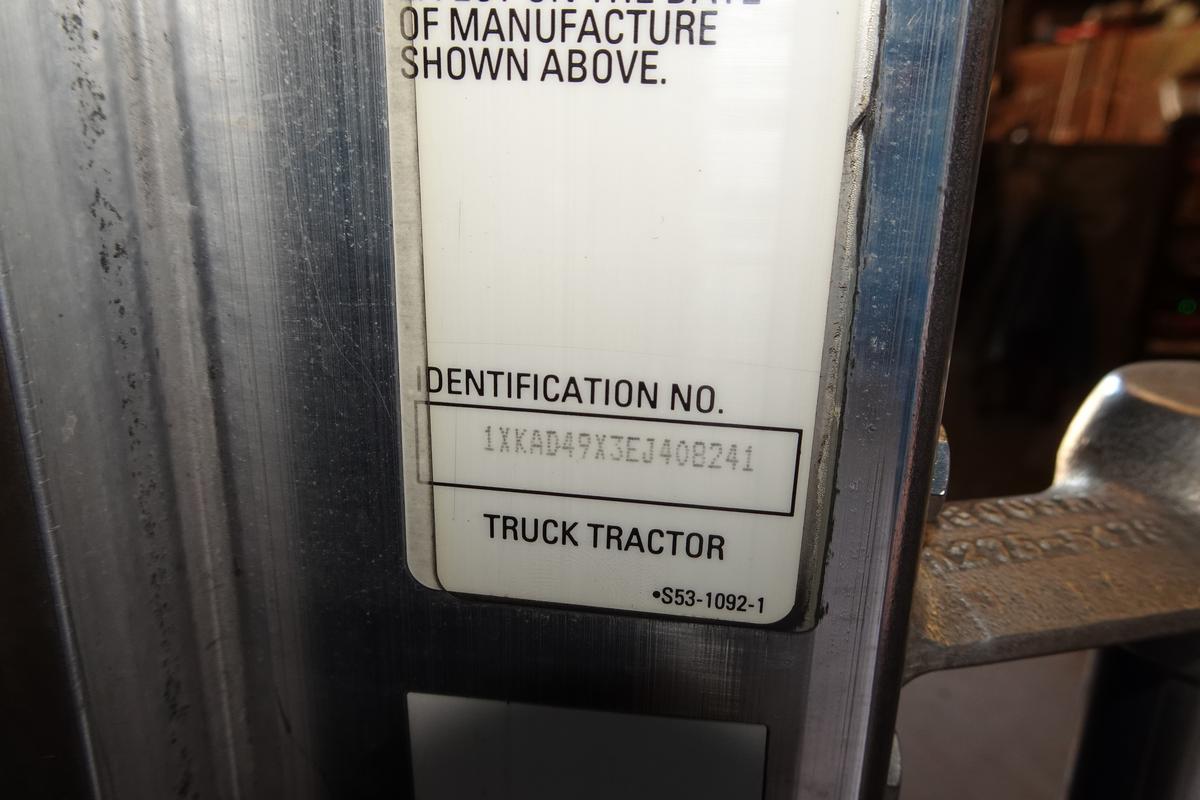 OF MANUFACTURE
SHOWN ABOVE.
IDENTIFICATION NO.
1XKAD49X3EJ408241
TRUCK TRACTOR
•S53-1092-1